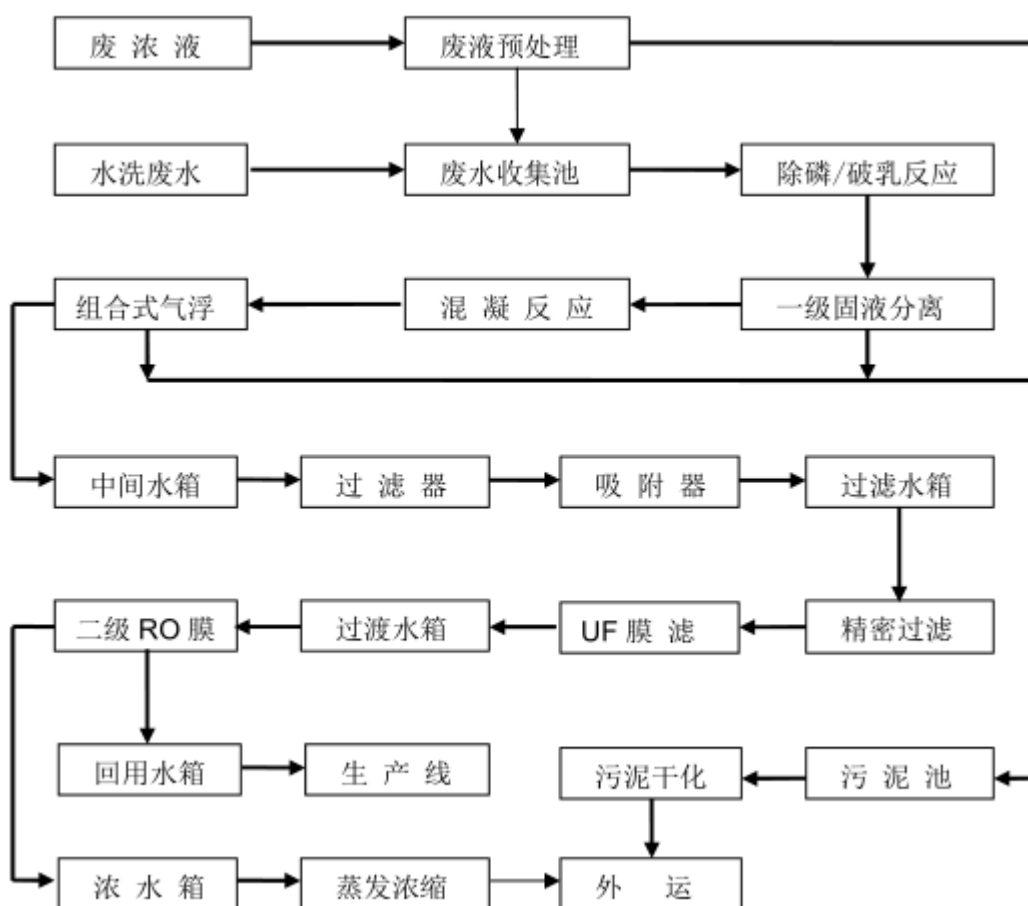 废 浓 液
废液预处理
水洗废水
废水收集池
除磷/破乳反应
组合式气浮
混 凝 反 应
一级固液分离
中间水箱
过 滤 器
吸 附 器
过滤水箱
二级 RO 膜
过渡水箱
UF 膜 滤
精密过滤
回用水箱
生 产 线
污泥干化
污 泥 池
浓 水 箱
蒸发浓缩
外 运